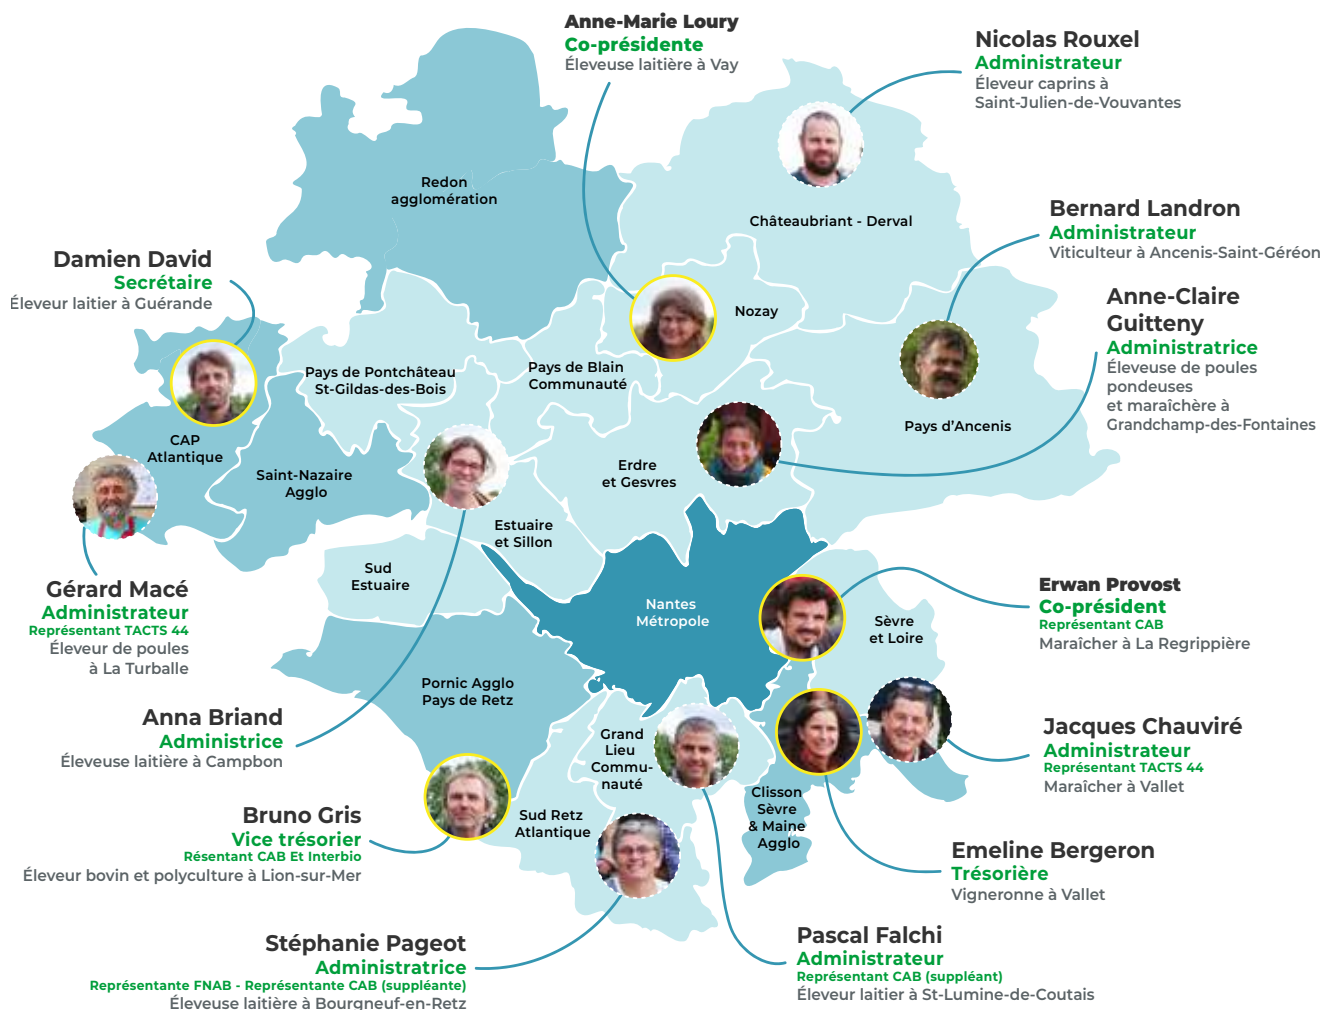 Anne-Marie Loury
Co-présidente
Éleveuse laitière à Vay
Nicolas Rouxel
Administrateur
Éleveur caprins à
Saint-Julien-de-Vouvantes
Redon
agglomération
Châteaubriant - Derval
Bernard Landron
Administrateur
Viticulteur à Ancenis-Saint-Géréon
Damien David
Secrétaire
Éleveur laitier à Guérande
Anne-Claire
Guitteny
Administratrice
Éleveuse de poules
pondeuses
et maraîchère à
Grandchamp-des-Fontaines
Nozay
Pays de Pontchâteau
St-Gildas-des-Bois
Pays de Blain
Communauté
Pays d'Ancenis
CAP
Atlantique
Saint-Nazaire
Agglo
Erdre
et Gesvres
Estuaire
et Sillon
Sud
Estuaire
Gérard Macé
Administrateur
Représentant TACTS 44
Éleveur de poules
à La Turballe
Nantes
Métropole
Sèvre
et Loire
Erwan Provost
Co-président
Représentant CAB
Maraîcher à La Regrippière
Pornic Agglo
Pays de Retz
Anna Briand
Administrice
Éleveuse laitière à Campbon
Grand
Lieu
Commu-
nauté
Jacques Chauviré
Administrateur
Représentant TACTS 44
Maraîcher à Vallet
Clisson
Sèvre
& Maine
Agglo
Sud Retz
Atlantique
Bruno Gris
Vice trésorier
Résentant CAB Et Interbio
Éleveur bovin et polyculture à Lion-sur-Mer
Emeline Bergeron
Trésorière
Vigneronne à Vallet
Stéphanie Pageot
Administratrice
Représentante FNAB - Représentante CAB (suppléante)
Éleveuse laitière à Bourgneuf-en-Retz
Pascal Falchi
Administrateur
Représentant CAB (suppléant)
Éleveur laitier à St-Lumine-de-Coutais